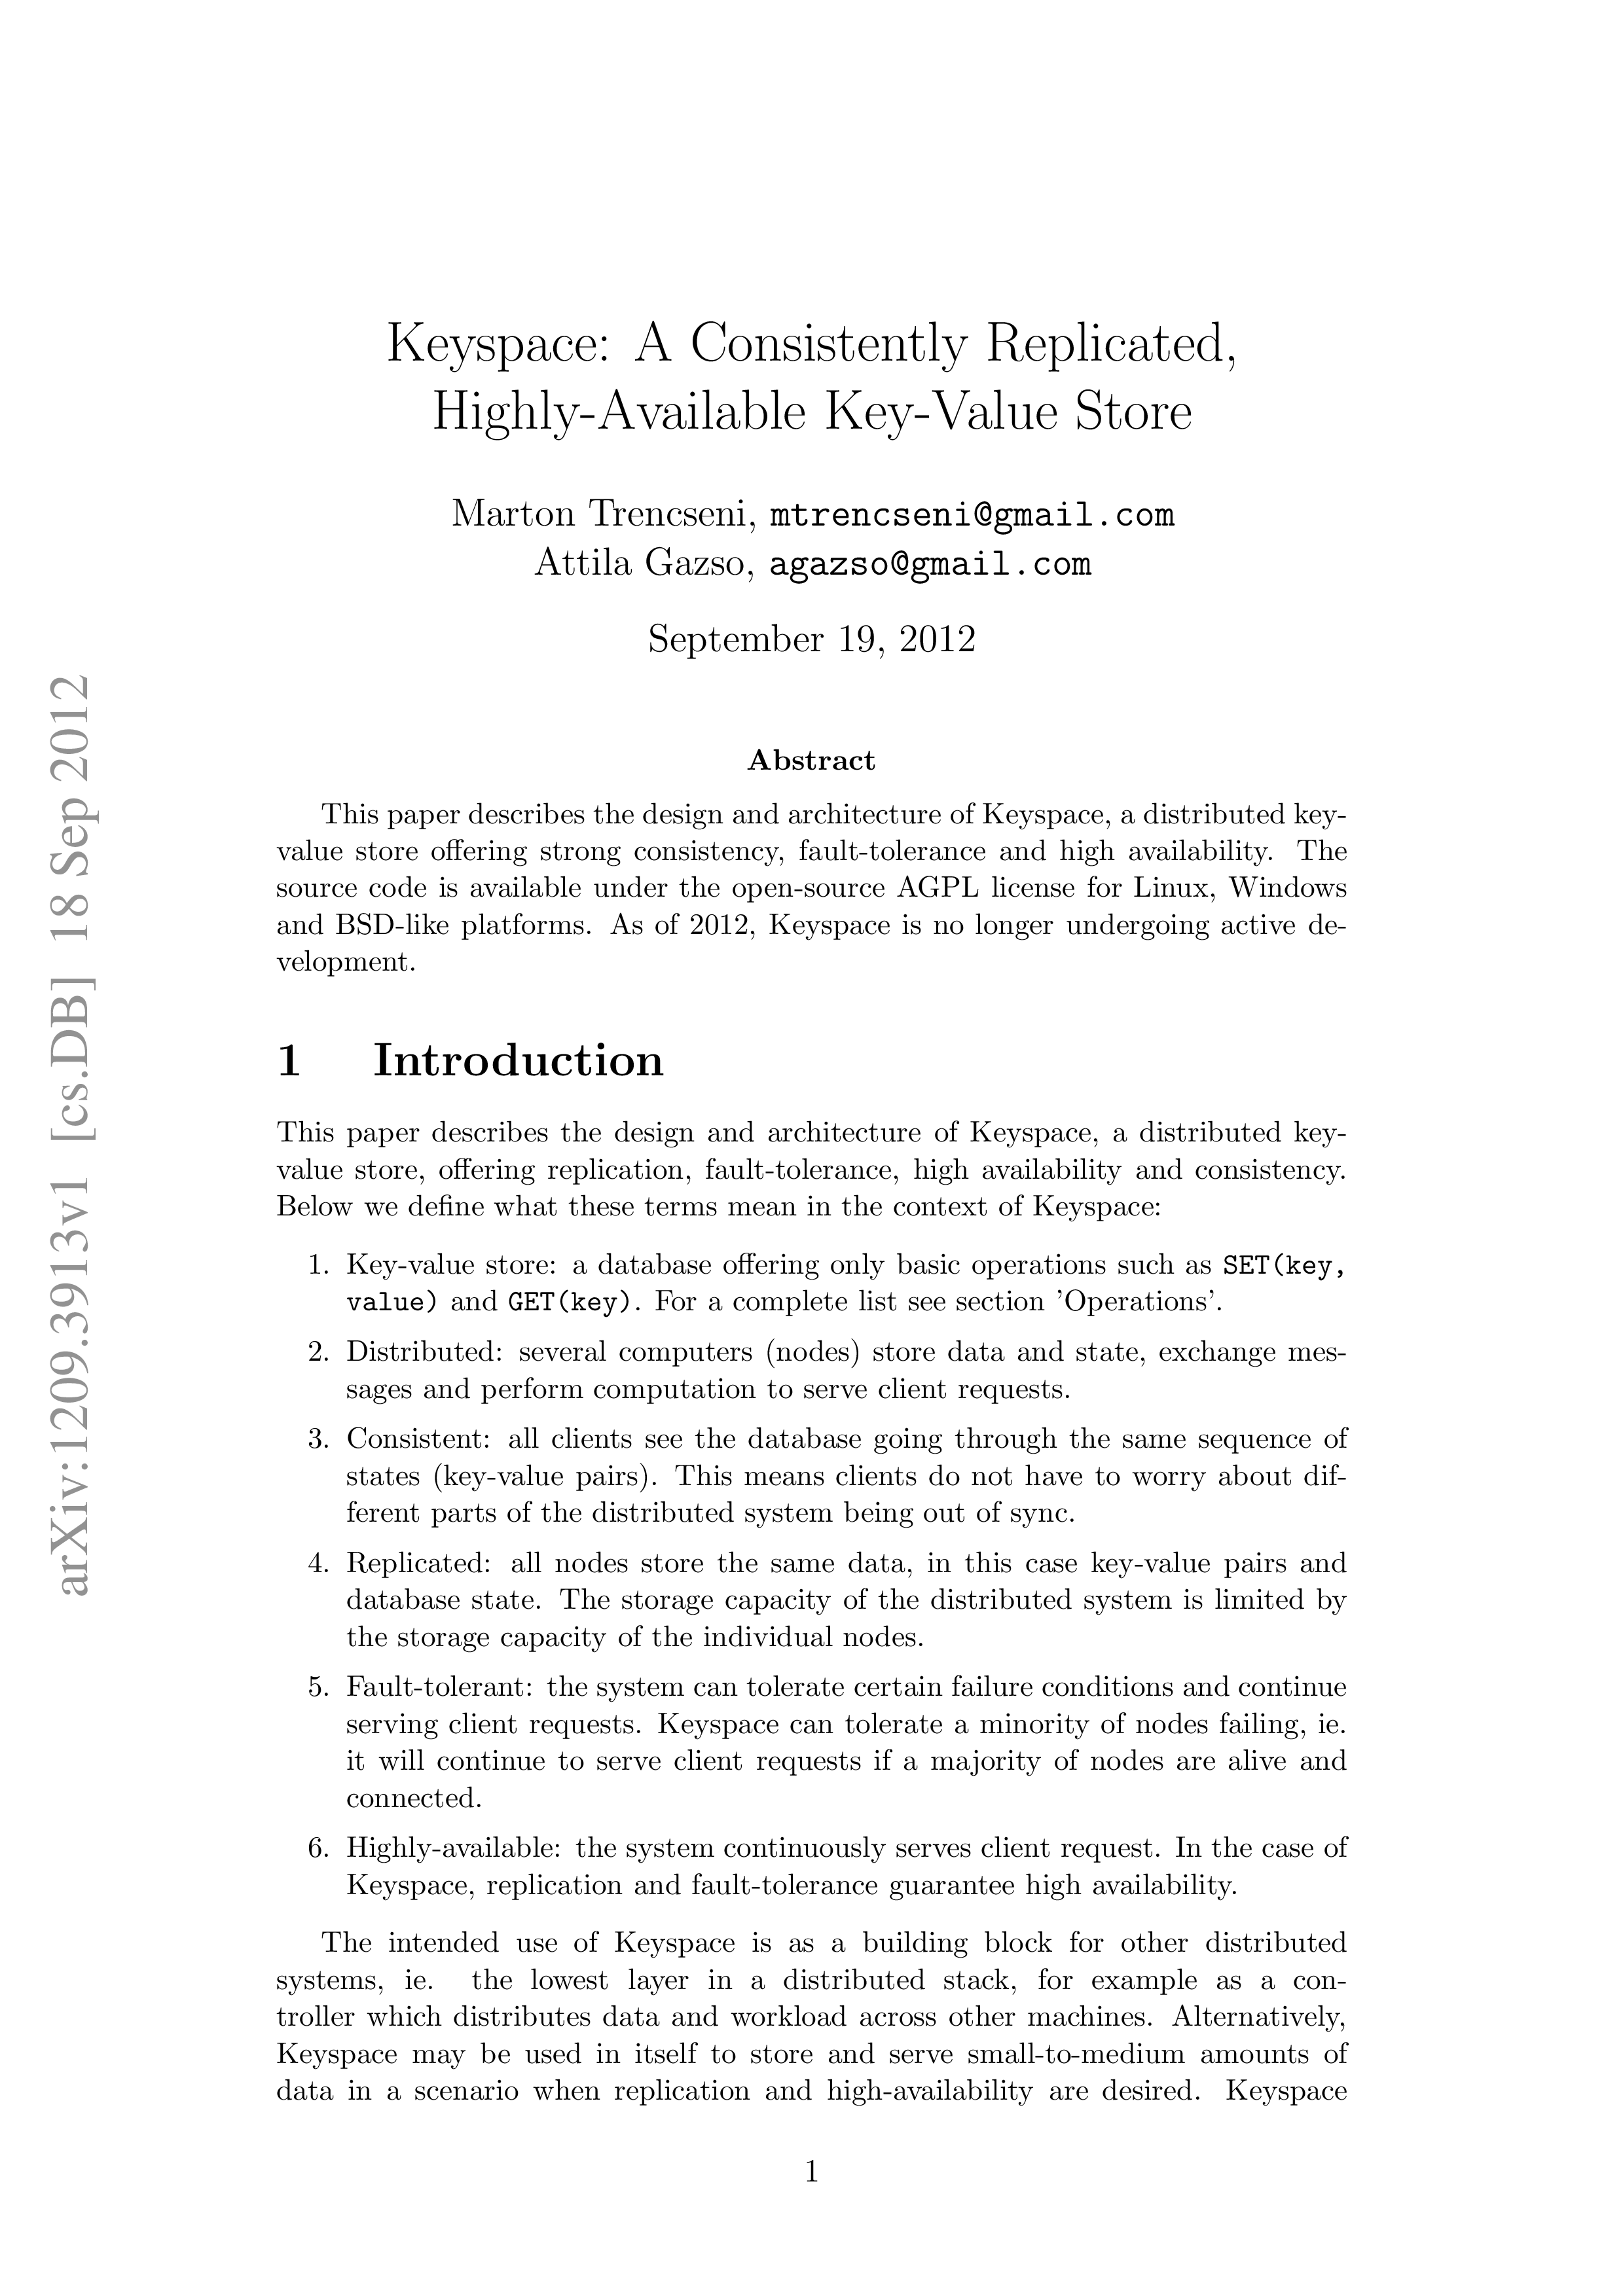 Keyspace: A Consistently Replicated,
Highly-Available Key-Value Store
Marton Trencseni, mtrencseni@gmail.com
Attila Gazso, agazso@gmail.com
September 19, 2012
Abstract
This paper describes the design and architecture of Keyspace, a distributed key-
value store offering strong consistency, fault-tolerance and high availability. The
source code is available under the open-source AGPL license for Linux, Windows
and BSD-like platforms. As of 2012, Keyspace is no longer undergoing active de-
velopment.
1 Introduction
This paper describes the design and architecture of Keyspace, a distributed key-
value store, offering replication, fault-tolerance, high availability and consistency.
Below we define what these terms mean in the context of Keyspace:
1. Key-value store: a database offering only basic operations such as SET(key,
value) and GET(key). For a complete list see section ’Operations’.
2. Distributed: several computers (nodes) store data and state, exchange mes-
sages and perform computation to serve client requests.
3. Consistent: all clients see the database going through the same sequence of
states (key-value pairs). This means clients do not have to worry about dif-
ferent parts of the distributed system being out of sync.
4. Replicated: all nodes store the same data, in this case key-value pairs and
database state. The storage capacity of the distributed system is limited by
the storage capacity of the individual nodes.
5. Fault-tolerant: the system can tolerate certain failure conditions and continue
serving client requests. Keyspace can tolerate a minority of nodes failing, ie.
it will continue to serve client requests if a majority of nodes are alive and
connected.
6. Highly-available: the system continuously serves client request. In the case of
Keyspace, replication and fault-tolerance guarantee high availability.
The intended use of Keyspace is as a building block for other distributed
systems, ie. the lowest layer in a distributed stack, for example as a con-
troller which distributes data and workload across other machines. Alternatively,
Keyspace may be used in itself to store and serve small-to-medium amounts of
data in a scenario when replication and high-availability are desired. Keyspace
1
arXiv:1209.3913v1 [cs.DB] 18 Sep 2012